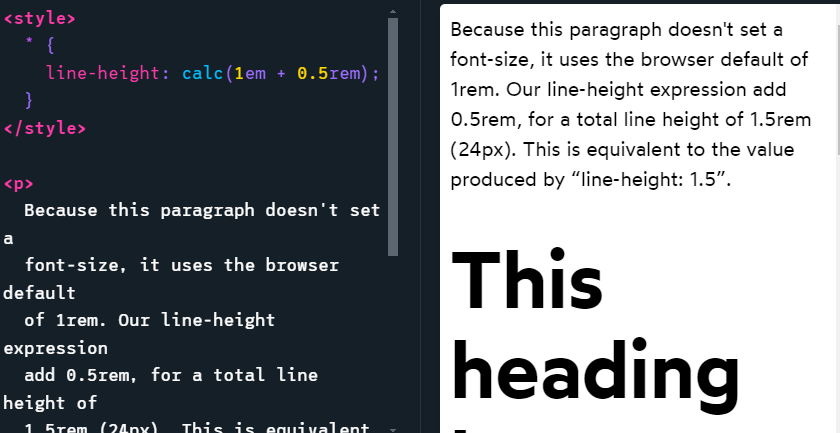 <style>
* {
line-height: calc(1em + 0.5rem);
}
</style>
<p>
Because this paragraph doesn't set
a
font-size, it uses the browser
default
of 1rem. Our line-height
expression
add 0.5rem, for a total line
height of
1.5rem (24px). This is equivalent
Because this paragraph doesn't set a
font-size, it uses the browser default of
1rem. Our line-height expression add
0.5rem, for a total line height of 1.5rem
(24px). This is equivalent to the value
produced by “line-height: 1.5”.
This
heading